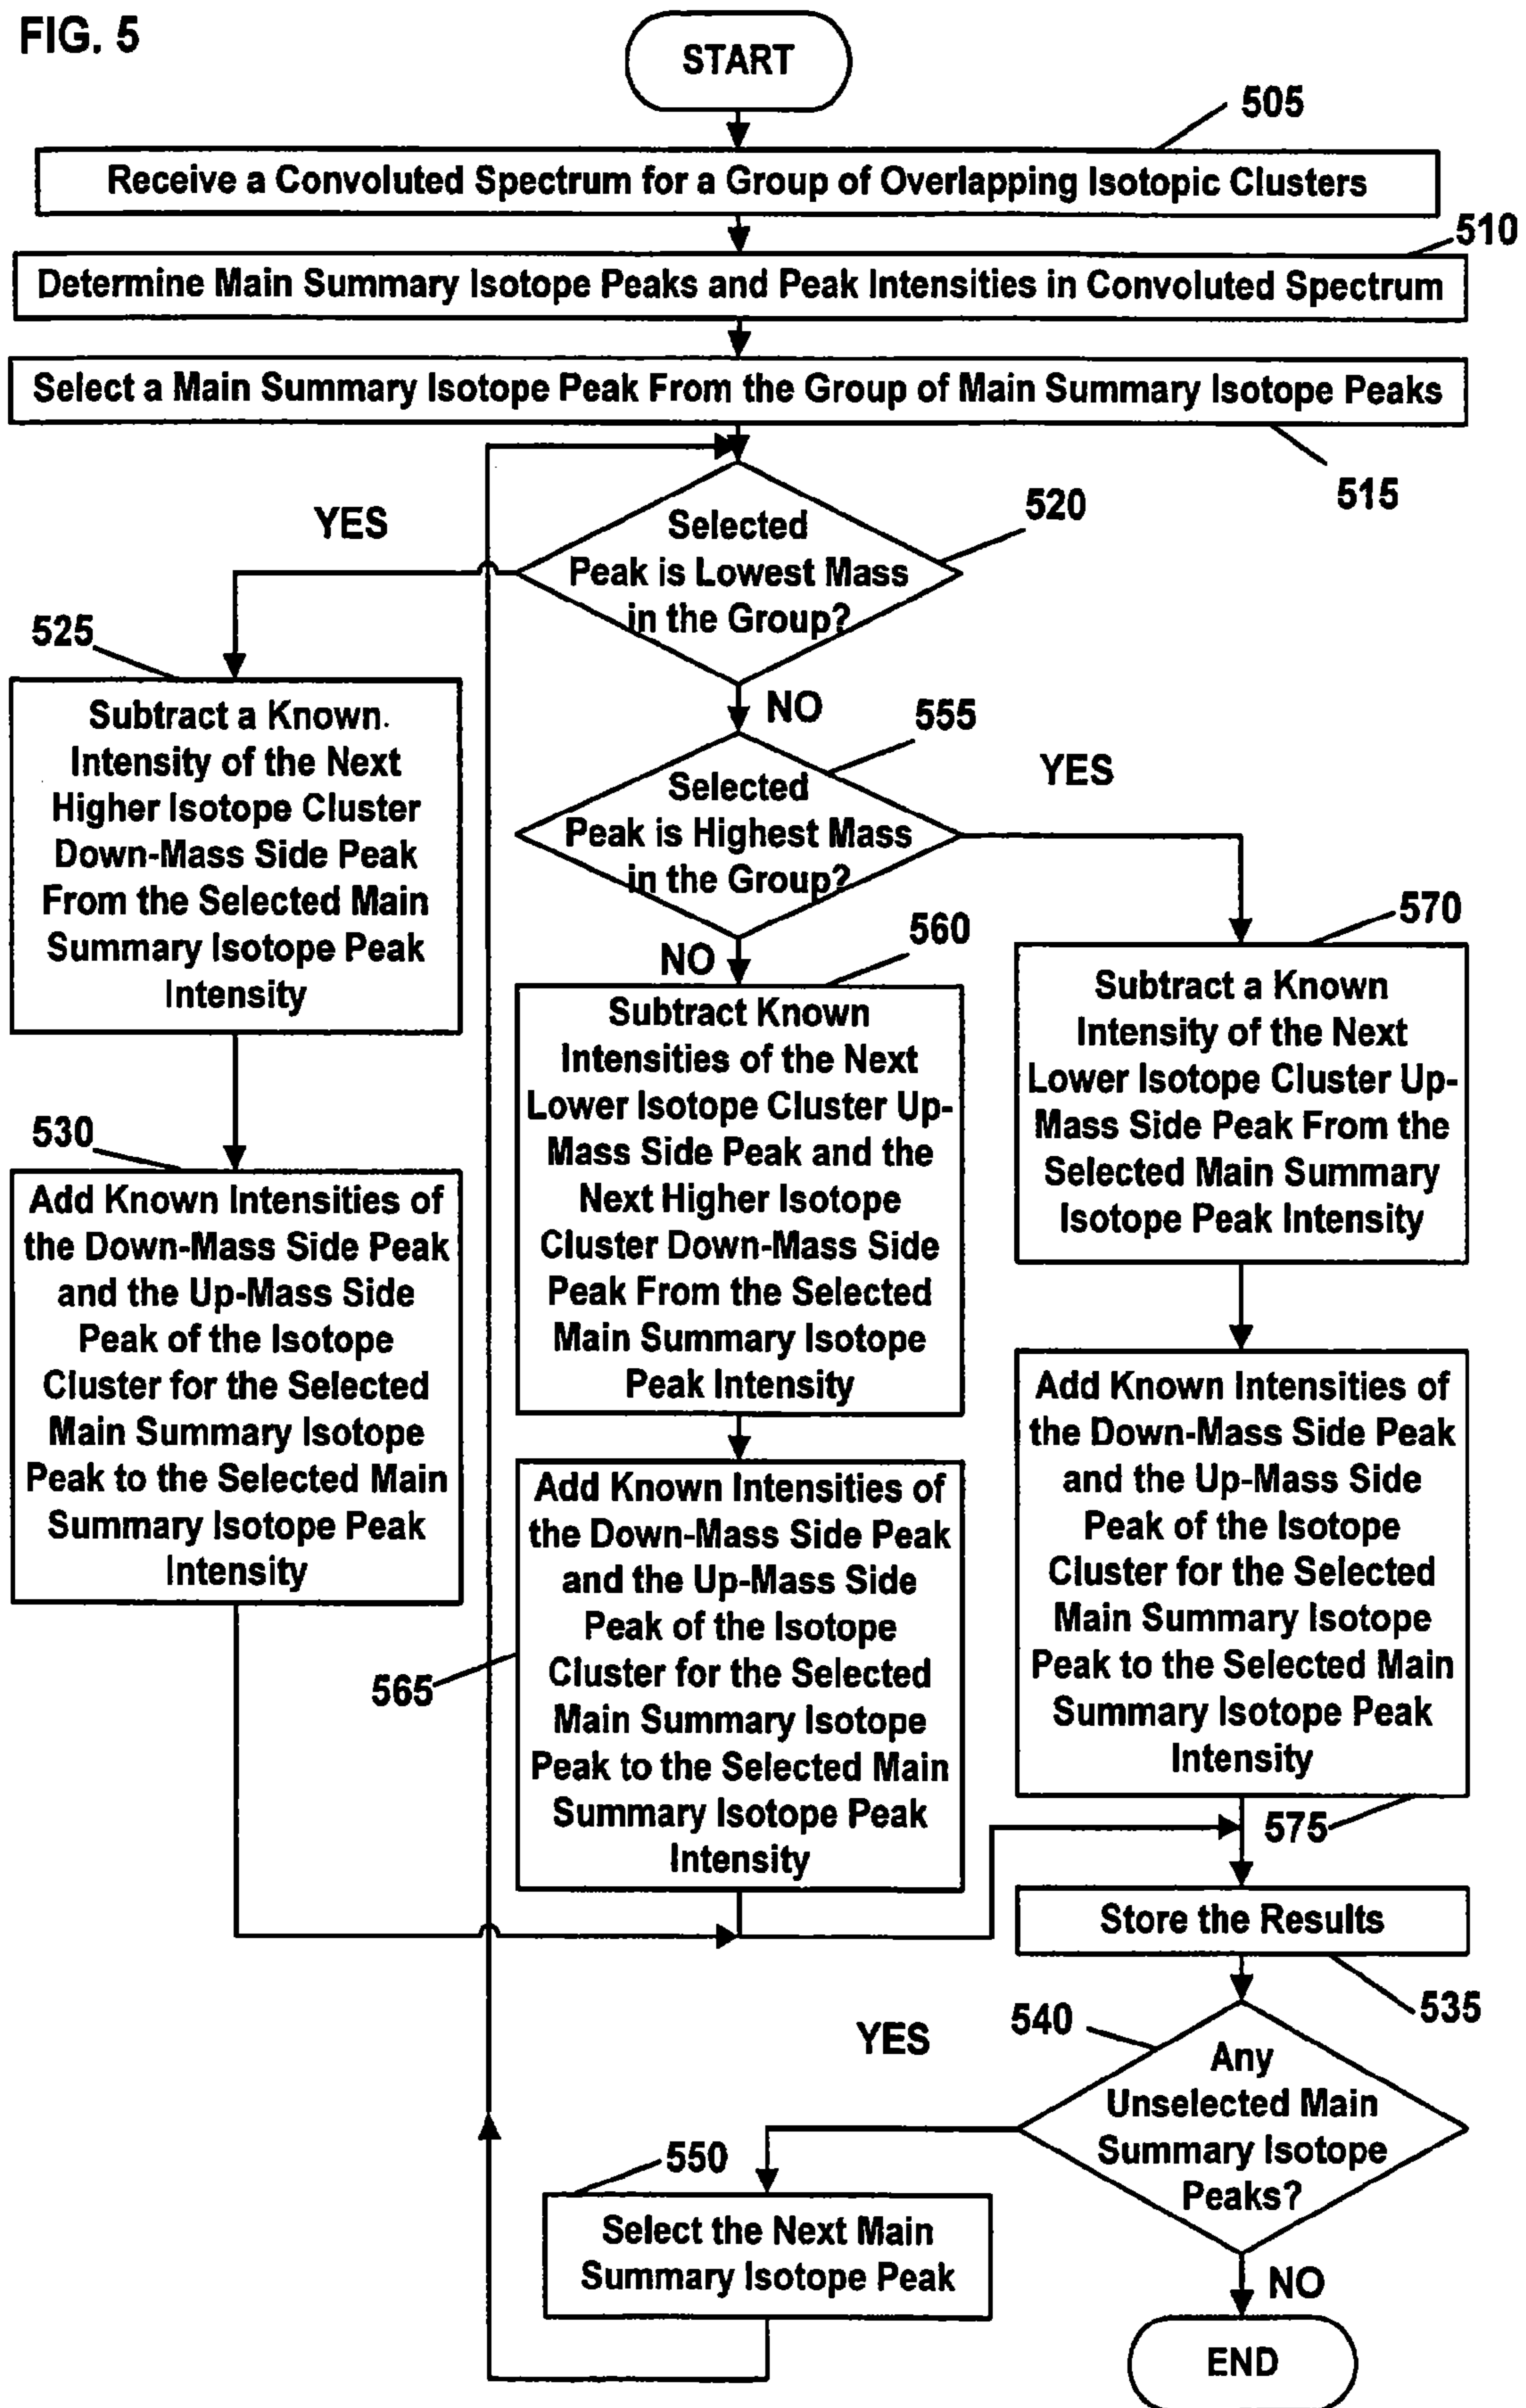 FIG. 5
START
505
Receive a Convoluted Spectrum for a Group of Overlapping Isotopic Clusters
510
Determine Main Summary Isotope Peaks and Peak Intensities in Convoluted Spectrum
Select a Main Summary Isotope Peak From the Group of Main Summary Isotope Peaks
515
520
YES
Selected
Peak is Lowest Mass
in the Group?
525
Subtract a Known
Intensity of the Next
Higher Isotope Cluster
Down-Mass Side Peak
From the Selected Main
Summary Isotope Peak
Intensity
NO
555
YES
Selected
Peak is Highest Mass
in the Group?
530
Add Known Intensities of
the Down-Mass Side Peak
and the Up-Mass Side
Peak of the Isotope
Cluster for the Selected
Main Summary Isotope
Peak to the Selected Main
Summary Isotope Peak
Intensity
NO
560
Subtract Known
Intensities of the Next
Lower Isotope Cluster Up-
Mass Side Peak and the
Next Higher Isotope
Cluster Down-Mass Side
Peak From the Selected
Main Summary Isotope
Peak Intensity
570
Subtract a Known
Intensity of the Next
Lower Isotope Cluster Up-
Mass Side Peak From the
Selected Main Summary
Isotope Peak Intensity
565
Add Known Intensities of
the Down-Mass Side Peak
and the Up-Mass Side
Peak of the Isotope
Cluster for the Selected
Main Summary Isotope
Peak to the Selected Main
Summary Isotope Peak
Intensity
Add Known Intensities of
the Down-Mass Side Peak
and the Up-Mass Side
Peak of the Isotope
Cluster for the Selected
Main Summary Isotope
Peak to the Selected Main
Summary Isotope Peak
Intensity
575
Store the Results
535
540
YES
Any
Unselected Main
Summary Isotope
Peaks?
550
Select the Next Main
Summary Isotope Peak
NO
END